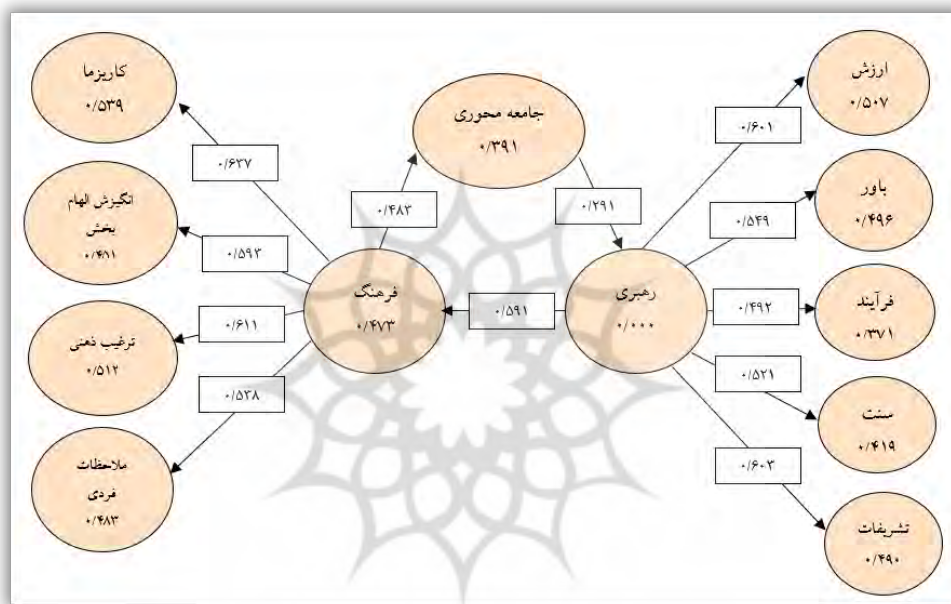 ارزش
۰/۵۰۷
۰/۶۰۱
باور
۰/۴۹۶
۰/۵۴۹
فرآیند
۰/۳۷۱
۰/۴۹۲
سنت
۰/۴۱۹
۰/۵۲۱
تشریفات
۰/۴۹۰
۰/۶۰۳
رهبری
۰/۰۰۰
۰/۲۹۱
جامعه محوری
۰/۳۹۱
۰/۴۸۳
۰/۵۹۱
فرهنگ
۰/۴۷۳
کاریزما
۰/۵۳۹
۰/۶۳۷
انگیزش الهام
بخش
۰/۴۸۱
۰/۵۹۳
ترغیب ذهنی
۰/۵۱۲
۰/۶۱۱
ملاحظات
فردی
۰/۴۸۳
۰/۵۳۸